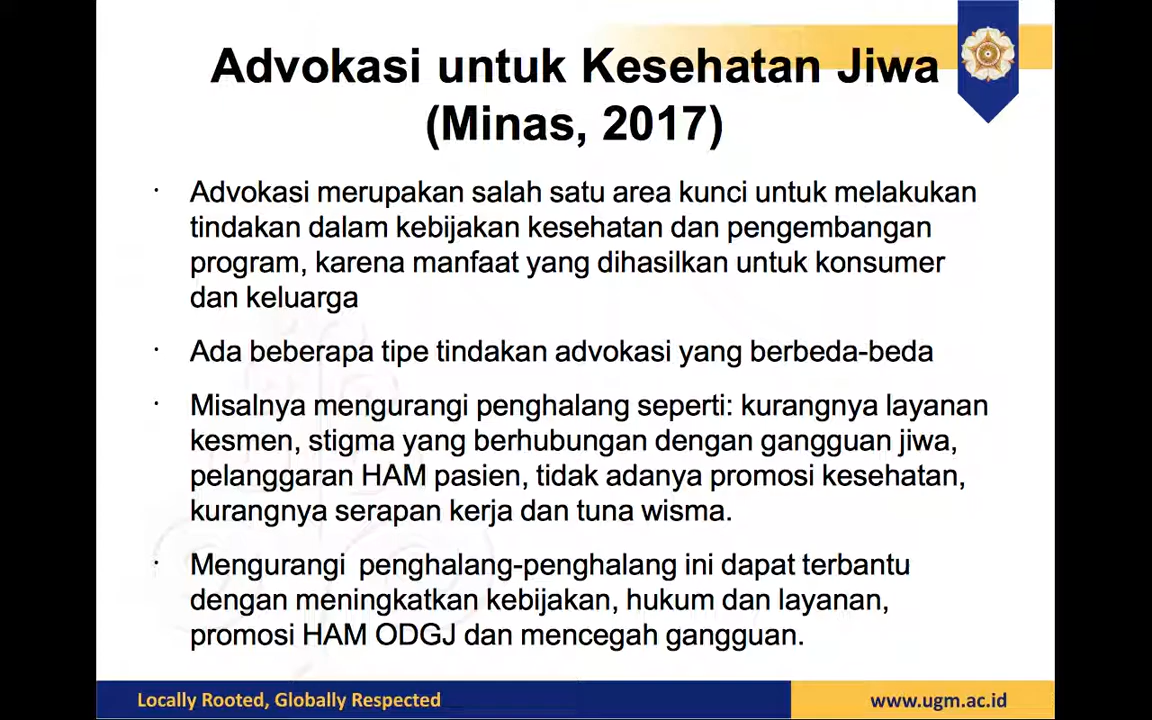 Advokasi untuk Kesehatan Jiwa
(Minas, 2017)
· Advokasi merupakan salah satu area kunci untuk melakukan
tindakan dalam kebijakan kesehatan dan pengembangan
program, karena manfaat yang dihasilkan untuk konsumer
dan keluarga
· Ada beberapa tipe tindakan advokasi yang berbeda-beda
· Misalnya mengurangi penghalang seperti: kurangnya layanan
kesmen, stigma yang berhubungan dengan gangguan jiwa,
pelanggaran HAM pasien, tidak adanya promosi kesehatan,
kurangnya serapan kerja dan tuna wisma.
· Mengurangi penghalang-penghalang ini dapat terbantu
dengan meningkatkan kebijakan, hukum dan layanan,
promosi HAM ODGJ dan mencegah gangguan.
Locally Rooted, Globally Respected
www.ugm.ac.id